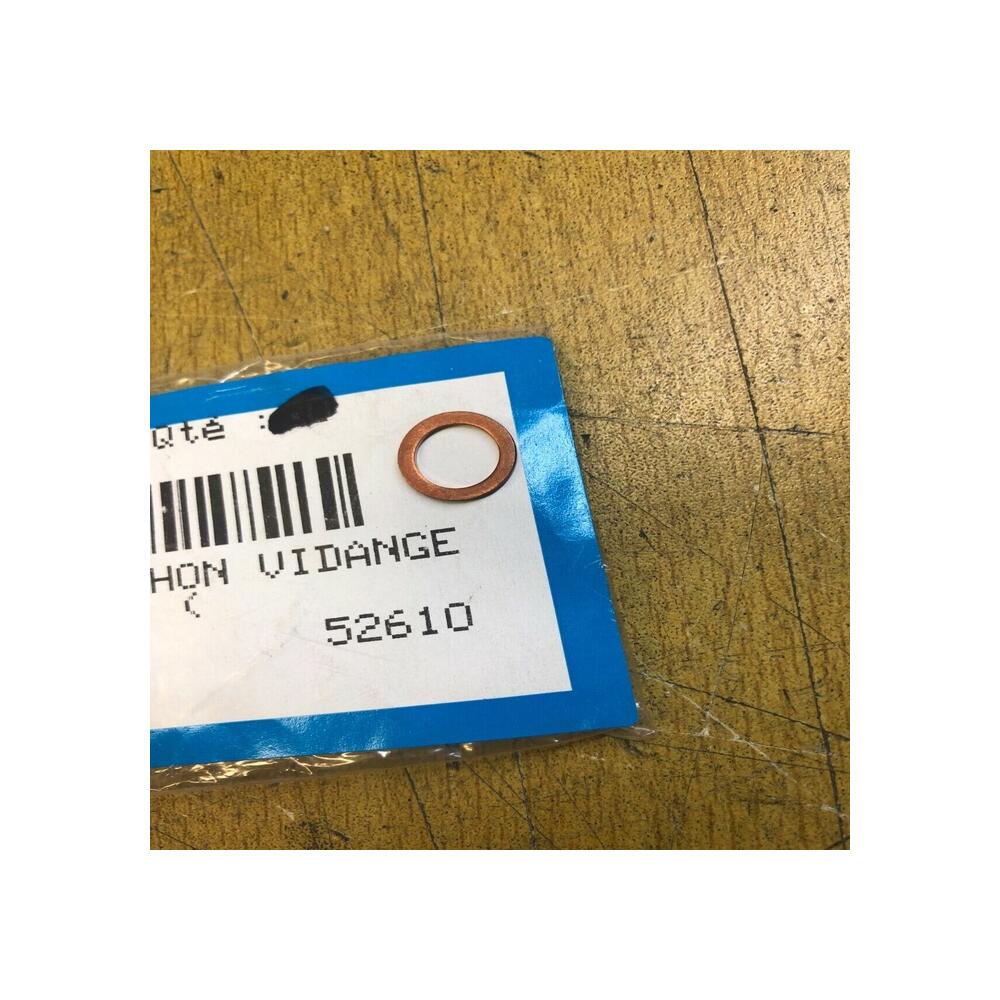 Qté :
HON VIDANGE
(
52610